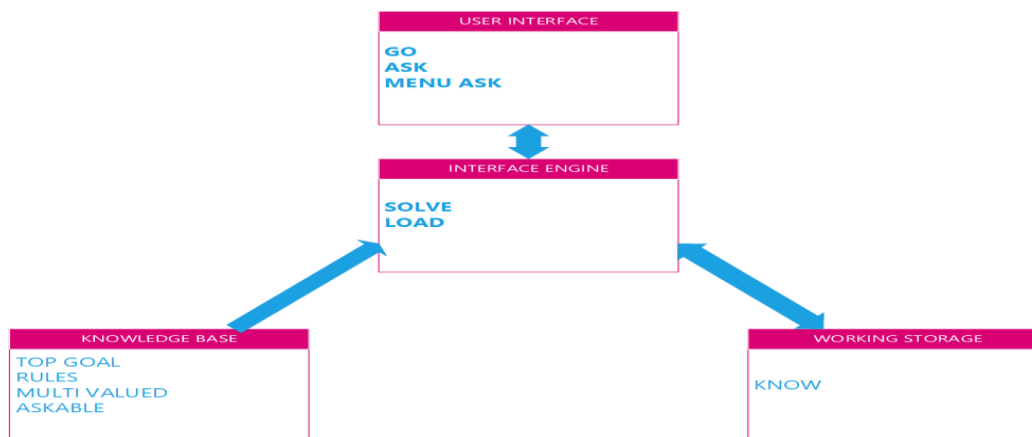 USER INTERFACE
GO
ASK
MENU ASK
INTERFACE ENGINE
SOLVE
LOAD
KNOWLEDGE BASE
TOP GOAL
RULES
MULTI VALUED
ASKABLE
WORKING STORAGE
KNOW